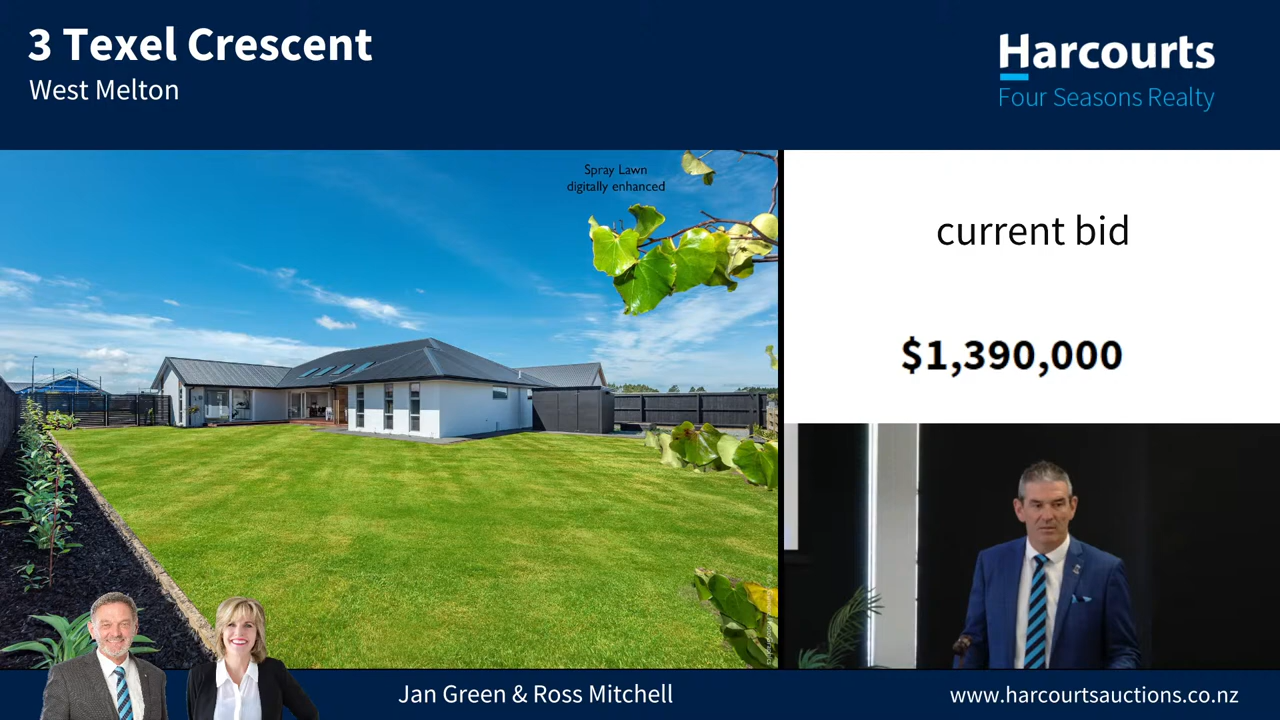 3 Texel Crescent
West Melton
Harcourts
Four Seasons Realty
Spray Lawn
digitally enhanced
current bid
$1,390,000
Jan Green & Ross Mitchell
www.harcourtsauctions.co.nz